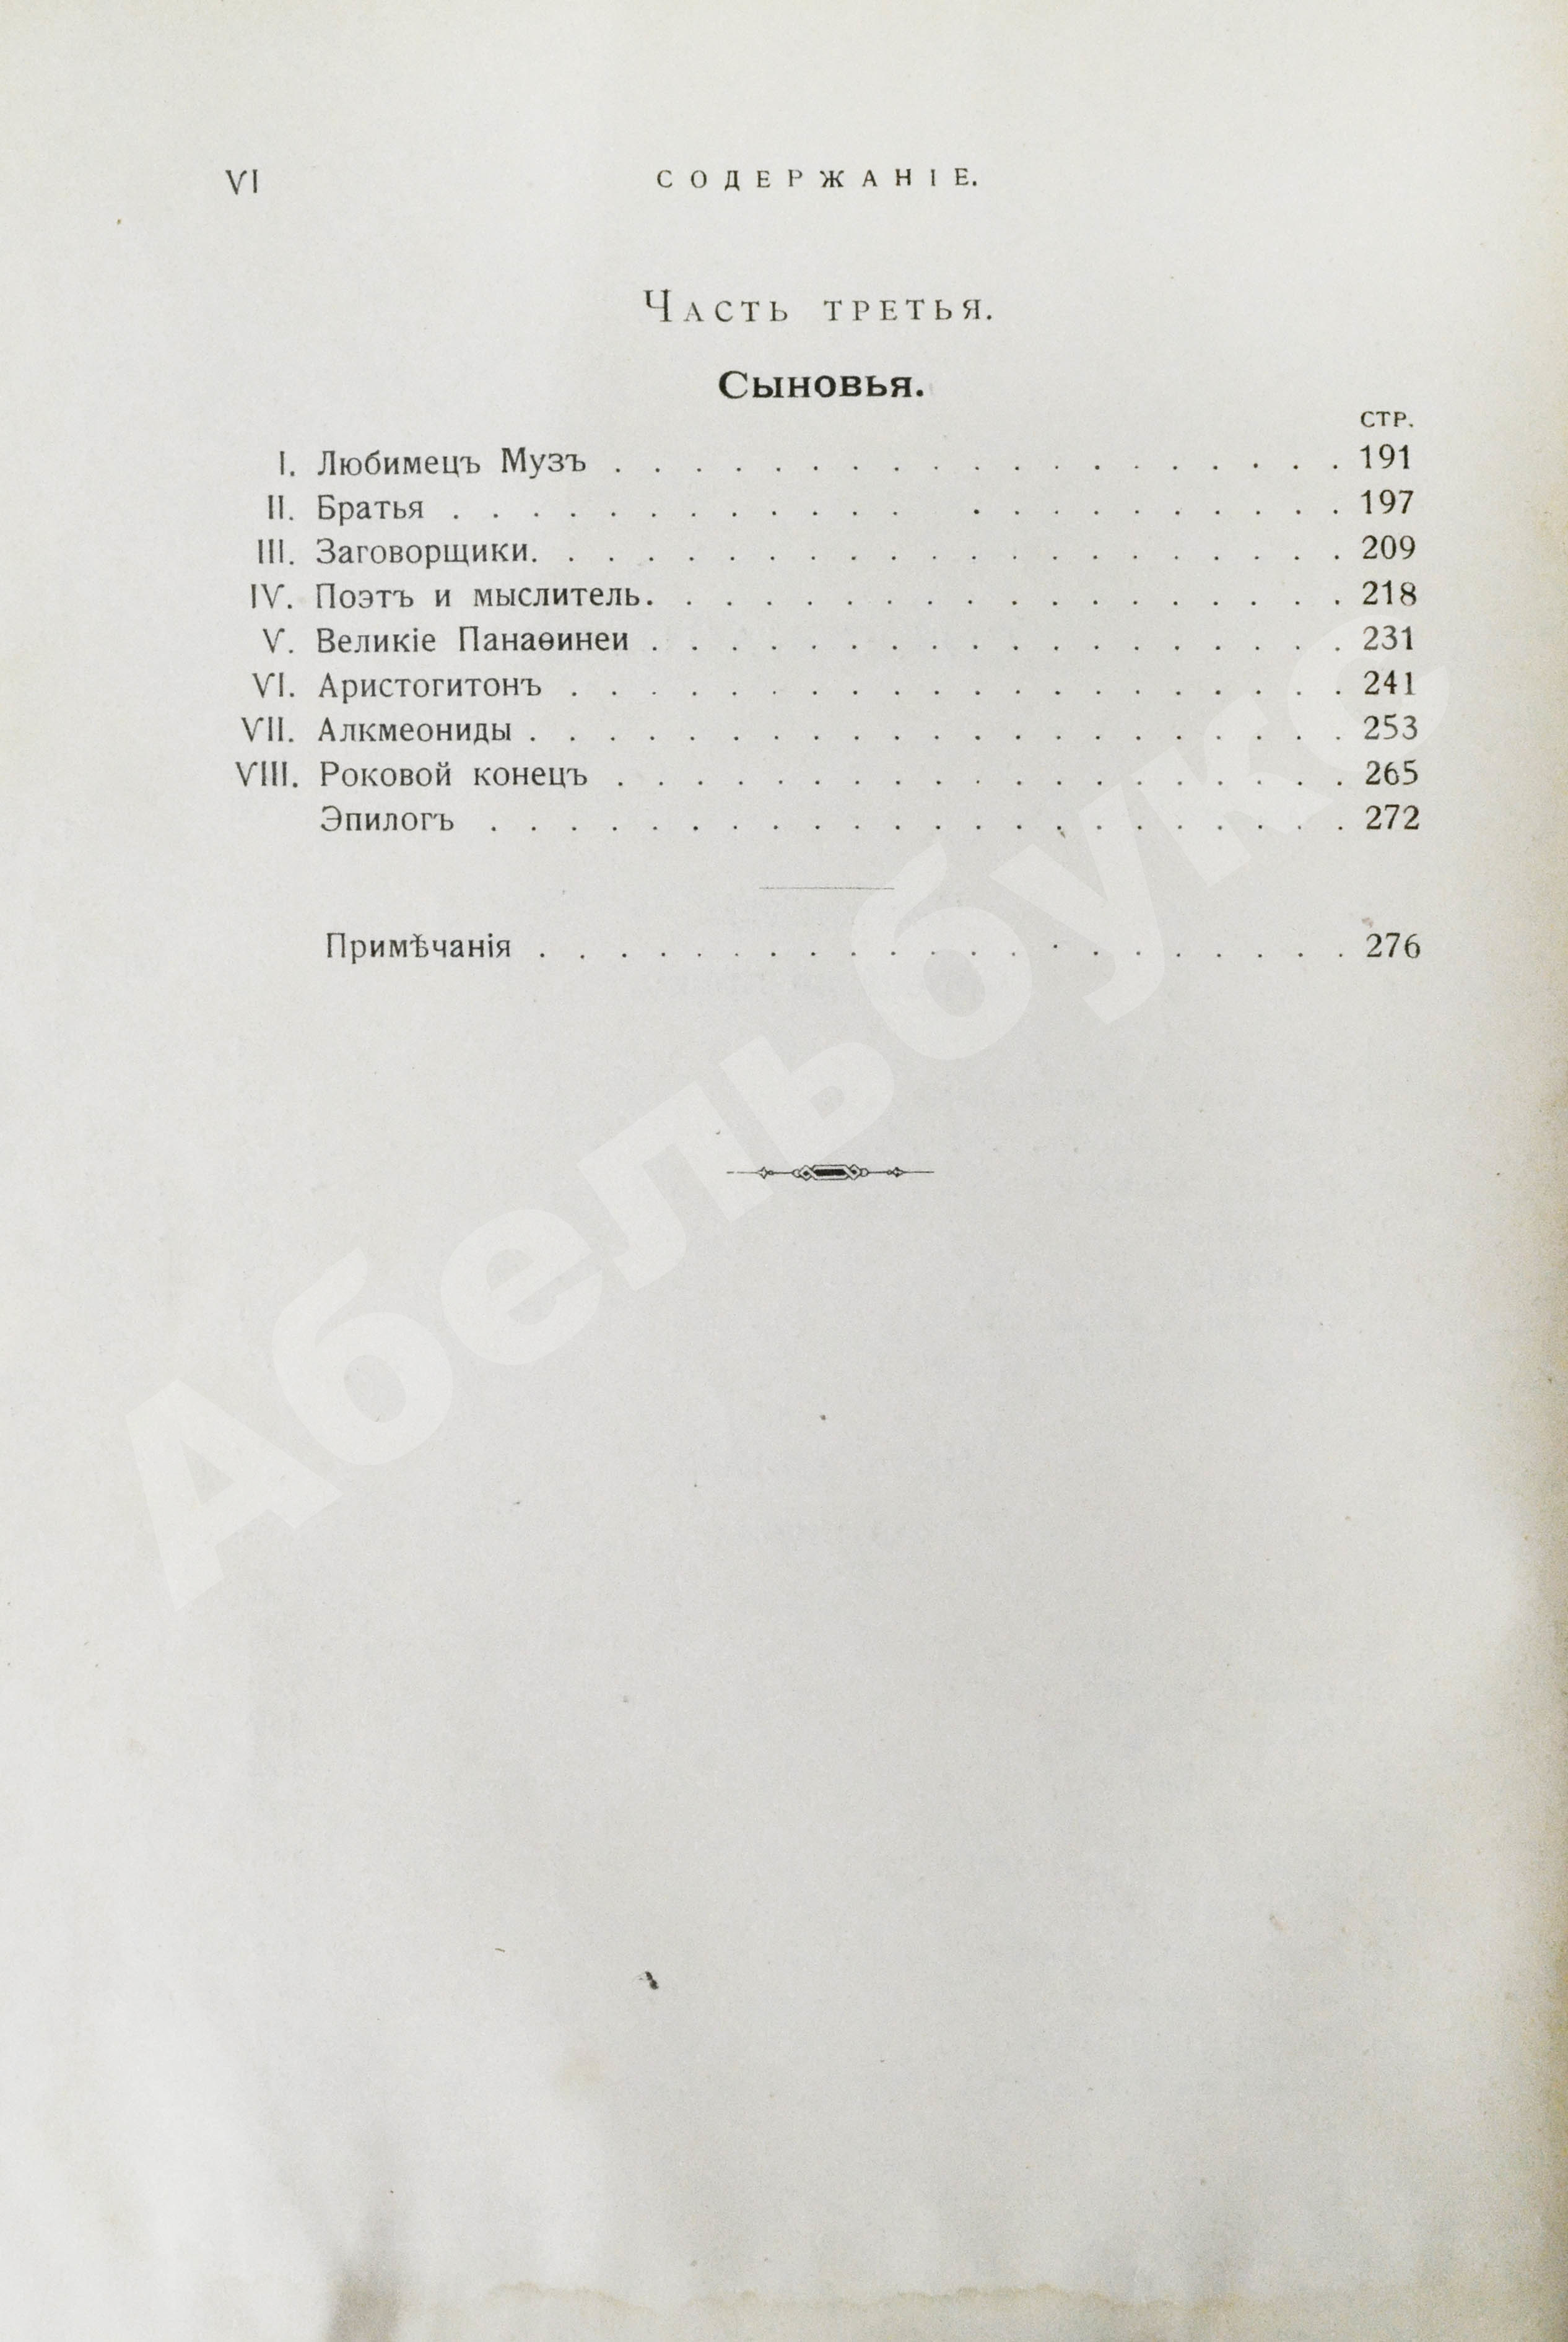 VI
СОДЕРЖАНІЕ.
Часть третья.
Сыновья.
СТР.
I. Любимецъ Музъ . . . . . . . . . . . . . . . . . . . 191
II. Братья . . . . . . . . . . . . . . . . . . . . . . 197
III. Заговорщики. . . . . . . . . . . . . . . . . . . . . 209
IV. Поэтъ и мыслитель. . . . . . . . . . . . . . . . . . 218
V. Великіе Панаѳинеи . . . . . . . . . . . . . . . . . . 231
VI. Аристогитонъ . . . . . . . . . . . . . . . . . . . . 241
VII. Алкмеониды . . . . . . . . . . . . . . . . . . . . . 253
VIII. Роковой конецъ . . . . . . . . . . . . . . . . . . . 265
Эпилогъ . . . . . . . . . . . . . . . . . . . . . . 272
Примѣчанія . . . . . . . . . . . . . . . . . . . . . 276
Абельбукс